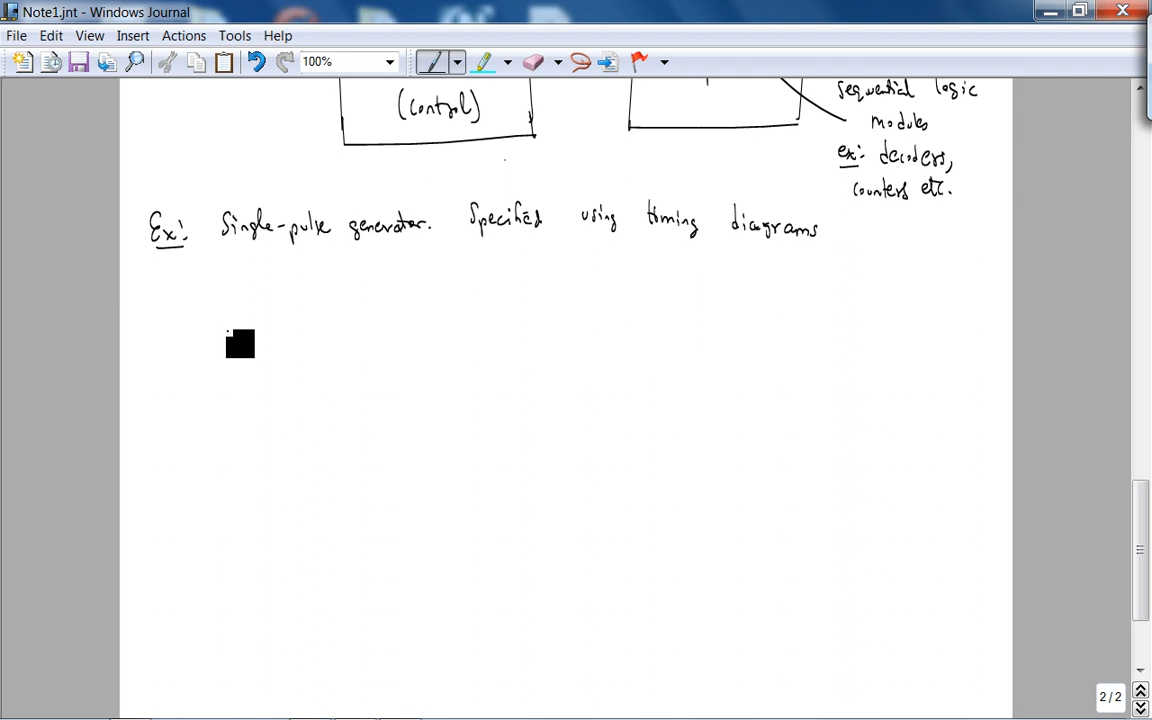 Note1.jnt - Windows Journal
File Edit View Insert Actions Tools Help
100%
sequential logic
(control)
modules
ex: decoders,
counters etc.
Ex: Single-pulse generator. Specified using timing diagrams
2 / 2